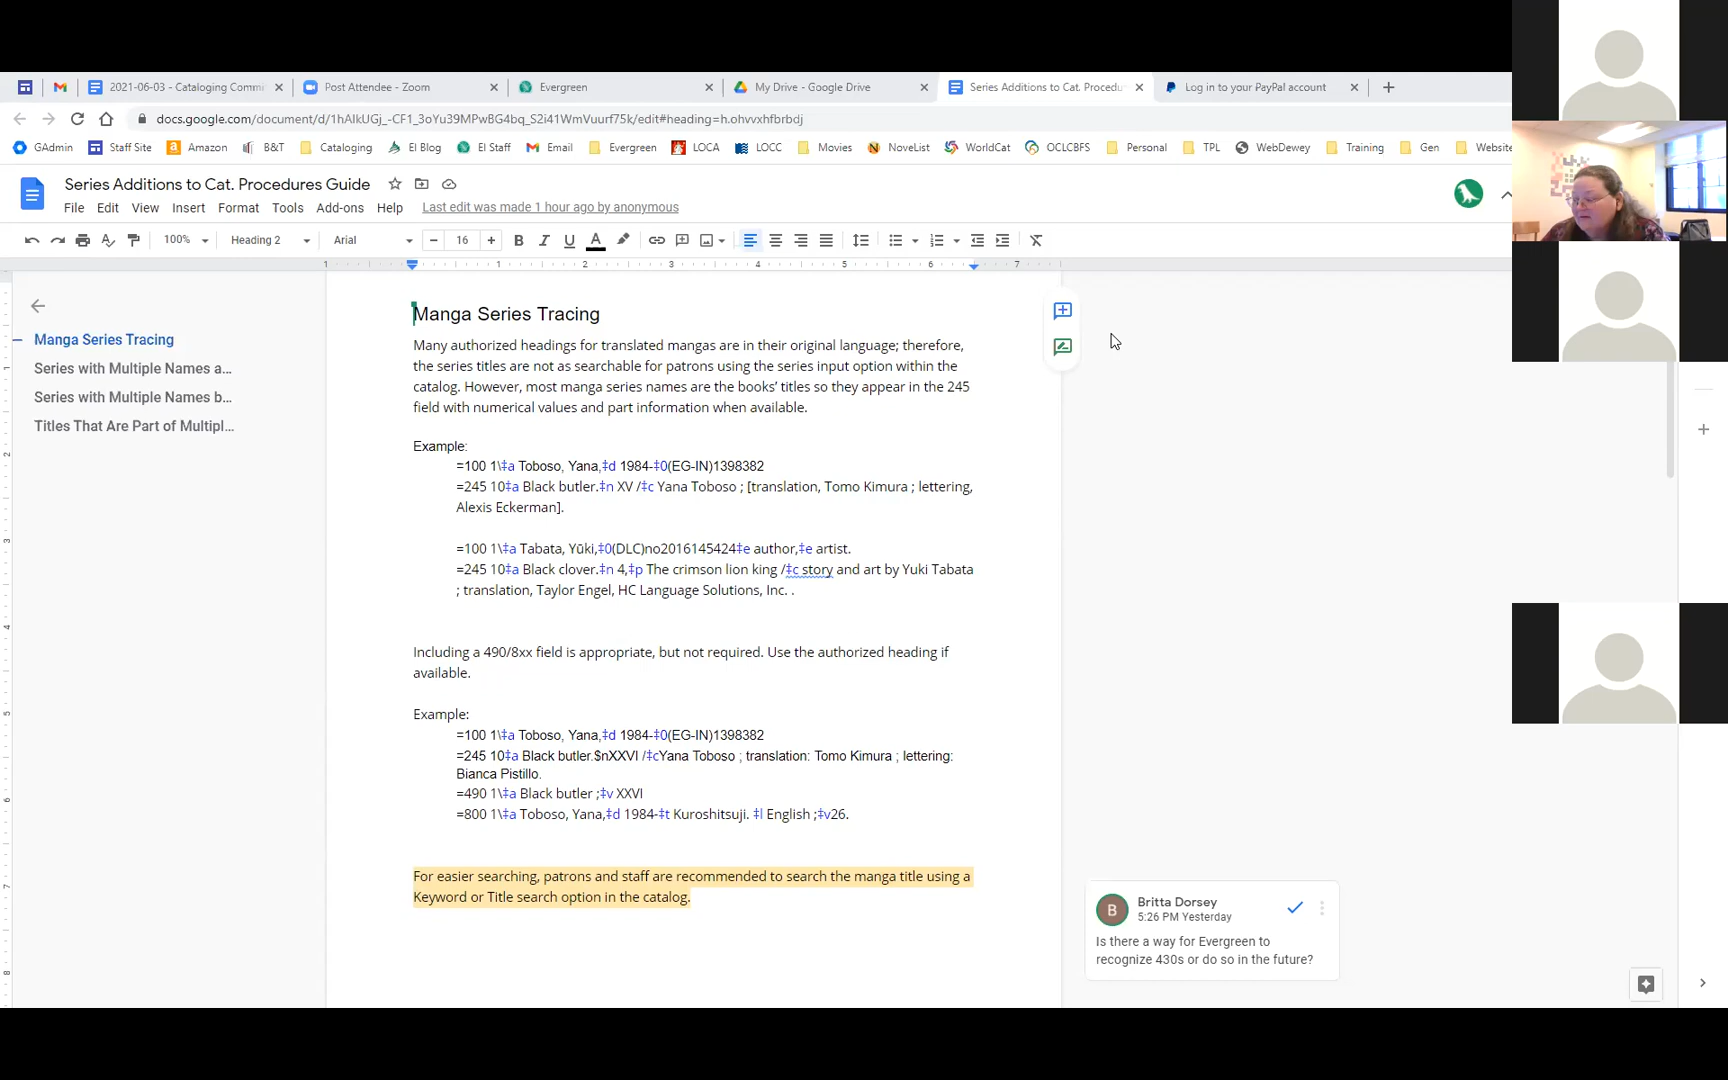 2021-06-03 - Cataloging Commi
Post Attendee - Zoom
Evergreen
My Drive - Google Drive
Series Additions to Cat. Procedu
Log in to your PayPal account
docs.google.com/document/d/1hAIkUGj_-CF1_3oYu39MPwBG4bq_S2i41WmVuurf75k/edit#heading=h.ohvvxhfbrbdj
GAdmin Staff Site Amazon B&T Cataloging EI Blog EI Staff Email Evergreen LOCA LOCC Movies NoveList WorldCat OCLCBFS Personal TPL WebDewey Training Gen Website
Series Additions to Cat. Procedures Guide
File Edit View Insert Format Tools Add-ons Help Last edit was made 1 hour ago by anonymous
100% Heading 2 Arial 16
1 1 2 3 4 5 6 7
Manga Series Tracing
Series with Multiple Names a...
Series with Multiple Names b...
Titles That Are Part of Multipl...
Manga Series Tracing
Many authorized headings for translated mangas are in their original language; therefore,
the series titles are not as searchable for patrons using the series input option within the
catalog. However, most manga series names are the books' titles so they appear in the 245
field with numerical values and part information when available.
Example:
=100 1\‡a Toboso, Yana,‡d 1984-‡0(EG-IN)1398382
=245 10‡a Black butler.‡n XV /‡c Yana Toboso ; [translation, Tomo Kimura ; lettering,
Alexis Eckerman].
=100 1\‡a Tabata, Yūki,‡0(DLC)no2016145424‡e author,‡e artist.
=245 10‡a Black clover.‡n 4,‡p The crimson lion king /‡c story and art by Yuki Tabata
; translation, Taylor Engel, HC Language Solutions, Inc. .
Including a 490/8xx field is appropriate, but not required. Use the authorized heading if
available.
Example:
=100 1\‡a Toboso, Yana,‡d 1984-‡0(EG-IN)1398382
=245 10‡a Black butler.$nXXVI /‡cYana Toboso ; translation: Tomo Kimura ; lettering:
Bianca Pistillo.
=490 1\‡a Black butler ;‡v XXVI
=800 1\‡a Toboso, Yana,‡d 1984-‡t Kuroshitsuji. ‡l English ;‡v26.
For easier searching, patrons and staff are recommended to search the manga title using a
Keyword or Title search option in the catalog.
B
Britta Dorsey
5:26 PM Yesterday
Is there a way for Evergreen to
recognize 430s or do so in the future?